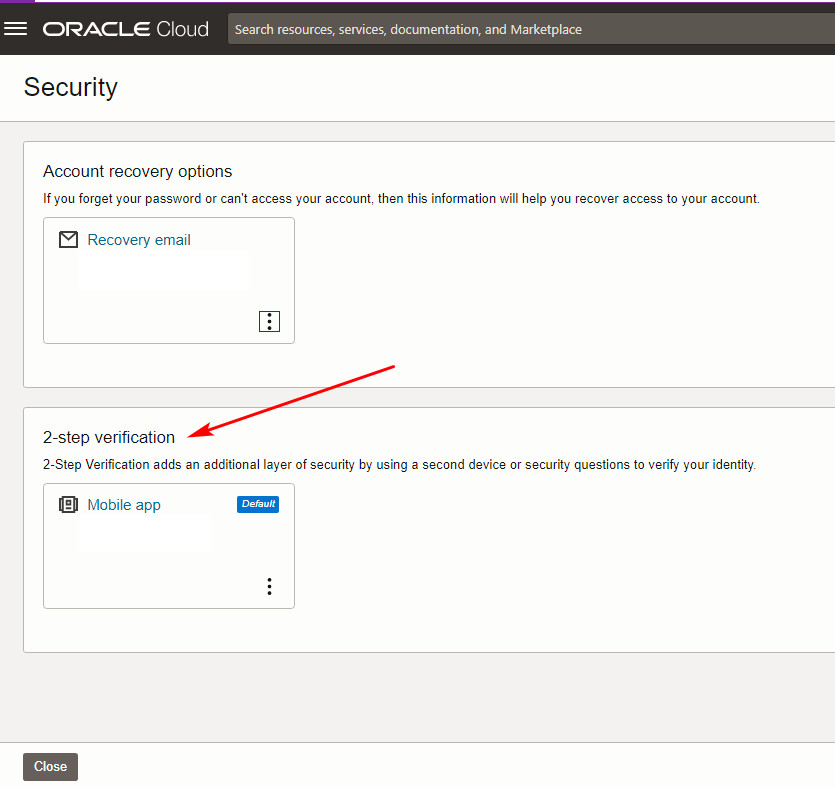 ORACLE Cloud
Search resources, services, documentation, and Marketplace
Security
Account recovery options
If you forget your password or can't access your account, then this information will help you recover access to your account.
Recovery email
2-step verification
2-Step Verification adds an additional layer of security by using a second device or security questions to verify your identity.
Mobile app
Default
Close